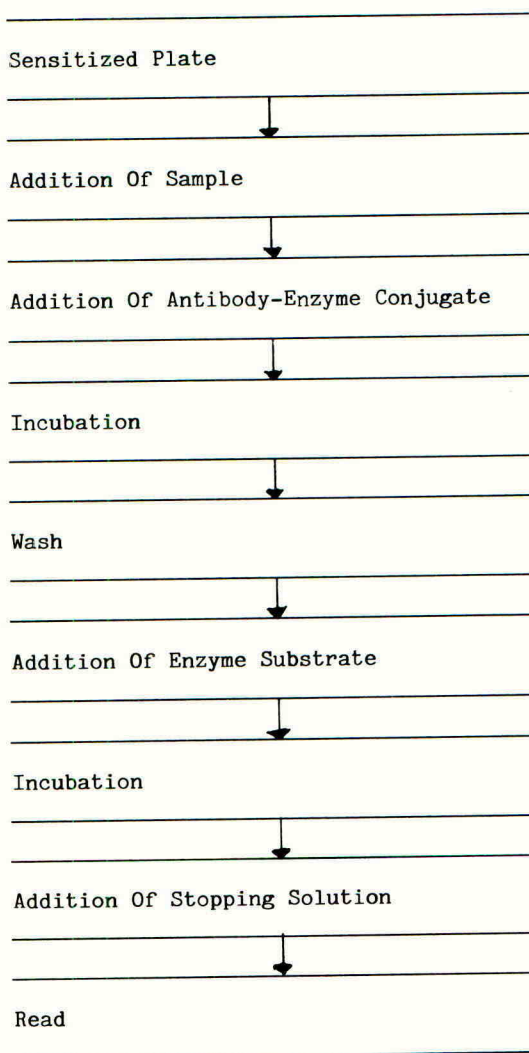 Sensitized Plate
Addition Of Sample
Addition Of Antibody-Enzyme Conjugate
Incubation
Wash
Addition Of Enzyme Substrate
Incubation
Addition Of Stopping Solution
Read